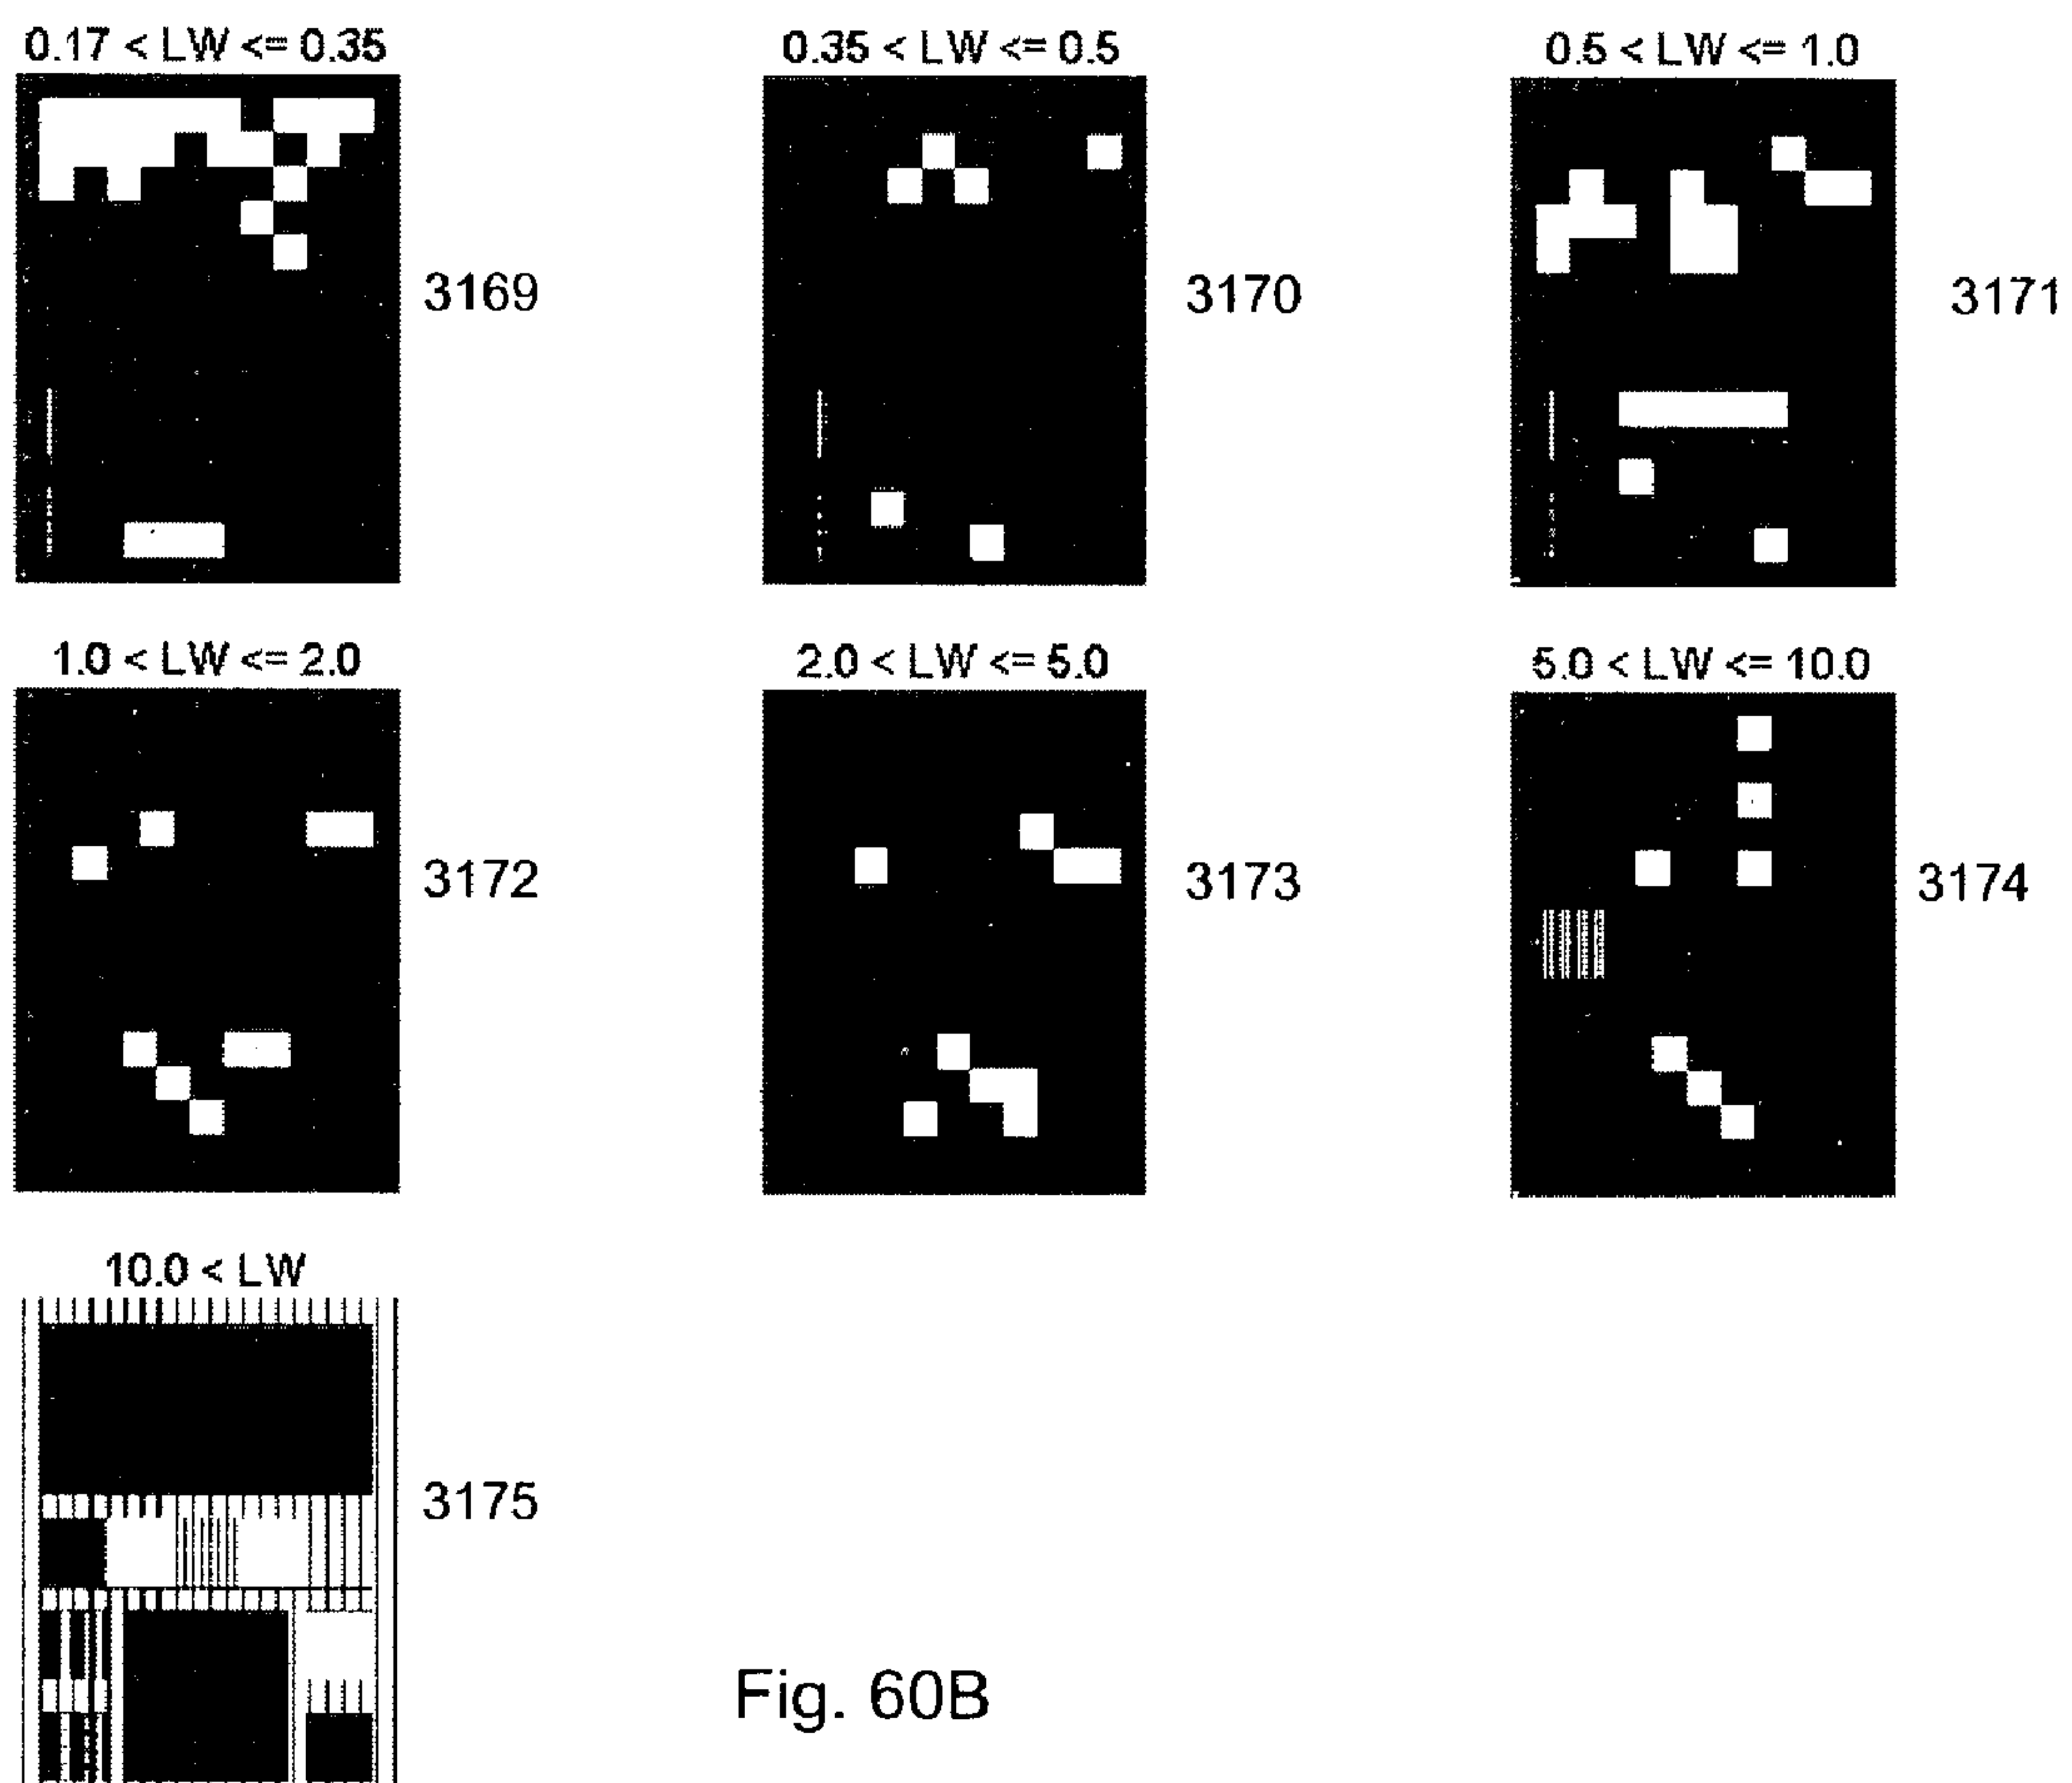 0.17 < LW <= 0.35
0.35 < LW <= 0.5
0.5 < LW <= 1.0
3169
3170
3171
1.0 < LW <= 2.0
2.0 < LW <= 5.0
5.0 < LW <= 10.0
3172
3173
3174
10.0 < LW
3175
Fig. 60B